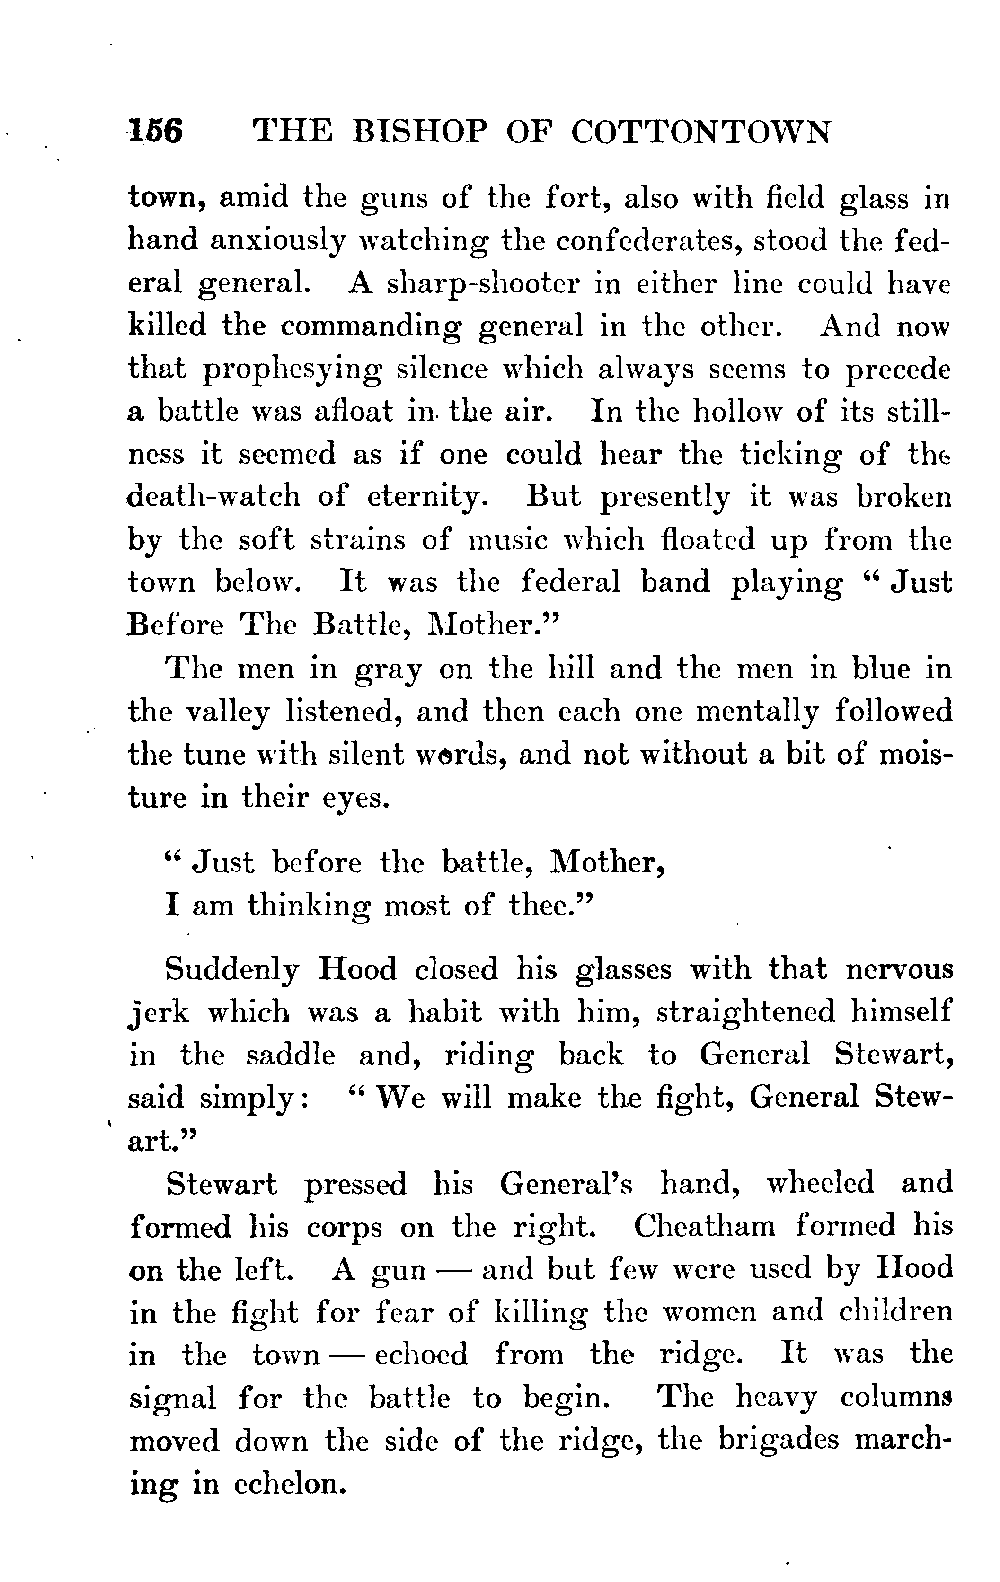 156 THE BISHOP OF COTTONTOWN
town, amid the guns of the fort, also with field glass in
hand anxiously watching the confederates, stood the fed-
eral general. A sharp-shooter in either line could have
killed the commanding general in the other. And now
that prophesying silence which always seems to precede
a battle was afloat in the air. In the hollow of its still-
ness it seemed as if one could hear the ticking of the
death-watch of eternity. But presently it was broken
by the soft strains of music which floated up from the
town below. It was the federal band playing “ Just
Before The Battle, Mother.”
The men in gray on the hill and the men in blue in
the valley listened, and then each one mentally followed
the tune with silent words, and not without a bit of mois-
ture in their eyes.
“ Just before the battle, Mother,
I am thinking most of thee.”
Suddenly Hood closed his glasses with that nervous
jerk which was a habit with him, straightened himself
in the saddle and, riding back to General Stewart,
said simply: “ We will make the fight, General Stew-
art.”
Stewart pressed his General’s hand, wheeled and
formed his corps on the right. Cheatham formed his
on the left. A gun — and but few were used by Hood
in the fight for fear of killing the women and children
in the town — echoed from the ridge. It was the
signal for the battle to begin. The heavy columns
moved down the side of the ridge, the brigades march-
ing in echelon.